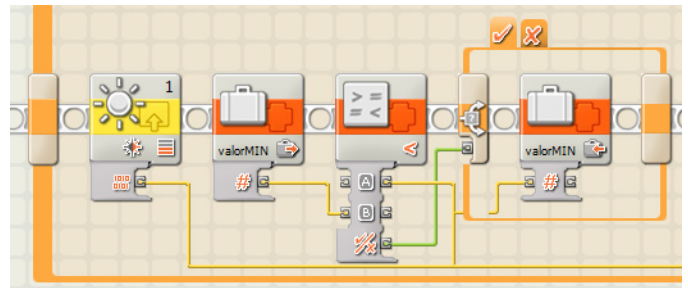 1
> =
= <
valorMIN
valorMIN
<
?
#
#
A
B